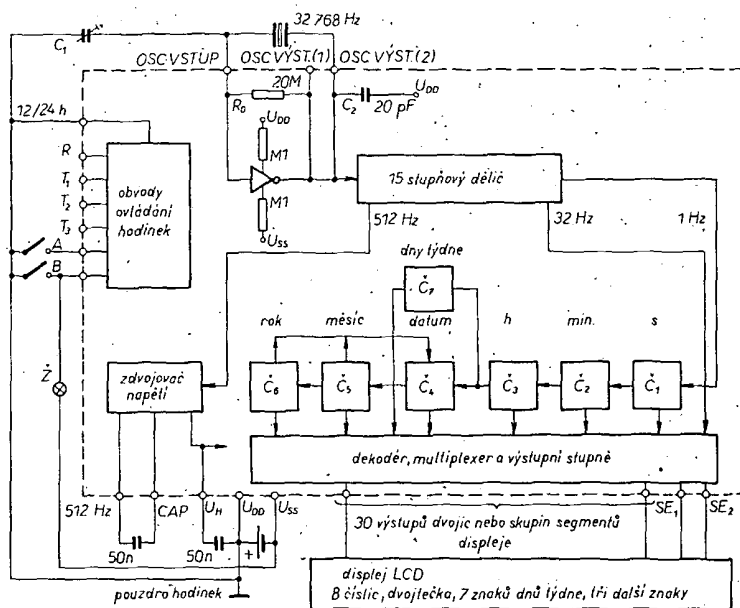 32 768 Hz
C1
OSC VSTUP
OSC VÝST.(1)
OSC VÝST.(2)
20M
R0
UDD
C2
20 pF
UDD
12/24 h
R
T1
T2
T3
A
B
obvody
ovládání
hodinek
M1
M1
USS
15 stupňový dělič
512 Hz
32 Hz
1 Hz
dny týdne
Č7
rok
měsíc
datum
h
min.
s
Ž
zdvojovač
napětí
Č6
Č5
Č4
Č3
Č2
Č1
dekodér, multiplexer a výstupní stupně
512 Hz
CAP
UH
UDD
USS
SE1
SE2
50n
50n
+
30 výstupů dvojic nebo skupin segmentů
displeje
pouzdro hodinek
displej LCD
8 číslic, dvojtečka, 7 znaků dnů týdne, tři další znaky